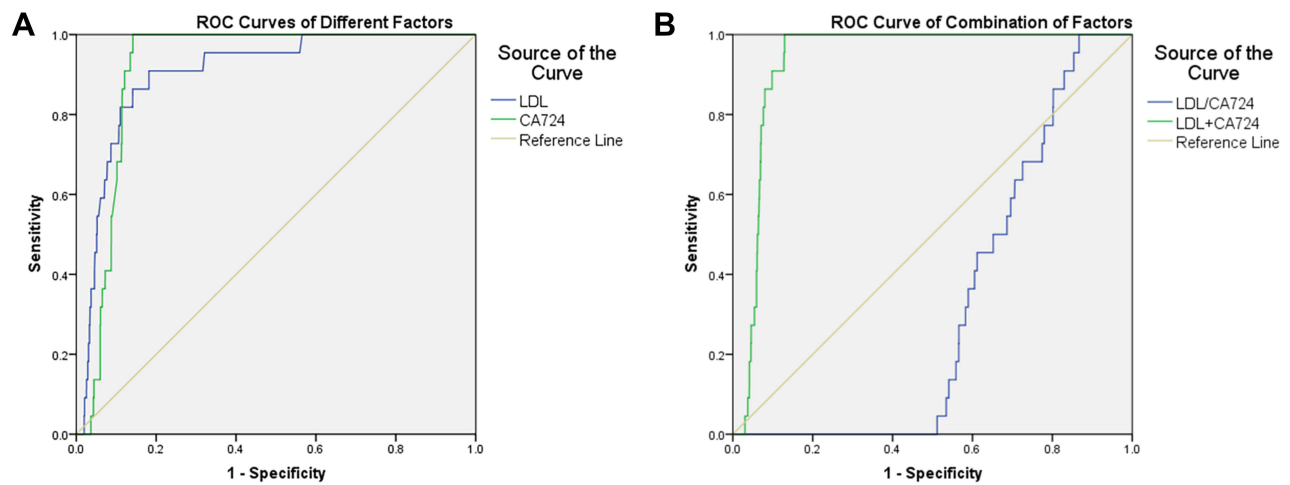 A
ROC Curves of Different Factors
1.0
0.8
0.6
0.4
0.2
0.0
Sensitivity
0.0 0.2 0.4 0.6 0.8 1.0
1 - Specificity
Source of the
Curve
LDL
CA724
Reference Line
B
ROC Curve of Combination of Factors
1.0
0.8
0.6
0.4
0.2
0.0
Sensitivity
0.0 0.2 0.4 0.6 0.8 1.0
1 - Specificity
Source of the
Curve
LDL/CA724
LDL+CA724
Reference Line